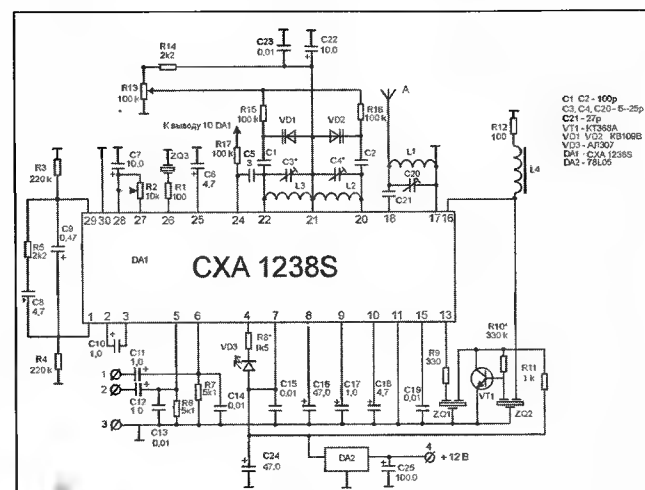 C23
0,01
C22
10,0
R14
2k2
R13
100 k
К выводу 10 DA1
R15
100 k
VD1
VD2
R16
100 k
A
C1 C2 - 100p
C3, C4, C20 - 5--25p
C21 - 27p
VT1 - КТ368А
VD1 VD2 КВ109В
VD3 - АЛ307
DA1 - CXA 1238S
DA2 - 78L05
R3
220 k
C7
10,0
ZQ3
R2
10k
R1
100
C6
4,7
R17
100 k
C5
3
C1
C3*
C4*
C2
L3
L2
L1
C20
C21
R12
100
L4
29
30
28
27
26
25
24
22
21
20
18
17
16
R5
2k2
C9
0,47
C8
4,7
R4
220 k
DA1
CXA 1238S
1
2
3
5
6
4
7
8
9
10
11
15
13
C10
1,0
C11
1,0
1
2
3
C12
1 0
C13
0,01
R6
5k1
R7
5k1
C14
0,01
VD3
R8*
1k5
C15
0,01
C16
47,0
C17
1,0
C18
4,7
C19
0,01
R9
330
ZQ1
R10*
330 k
VT1
ZQ2
R11
1 k
C24
47,0
DA2
C25
100,0
4
+ 12 В